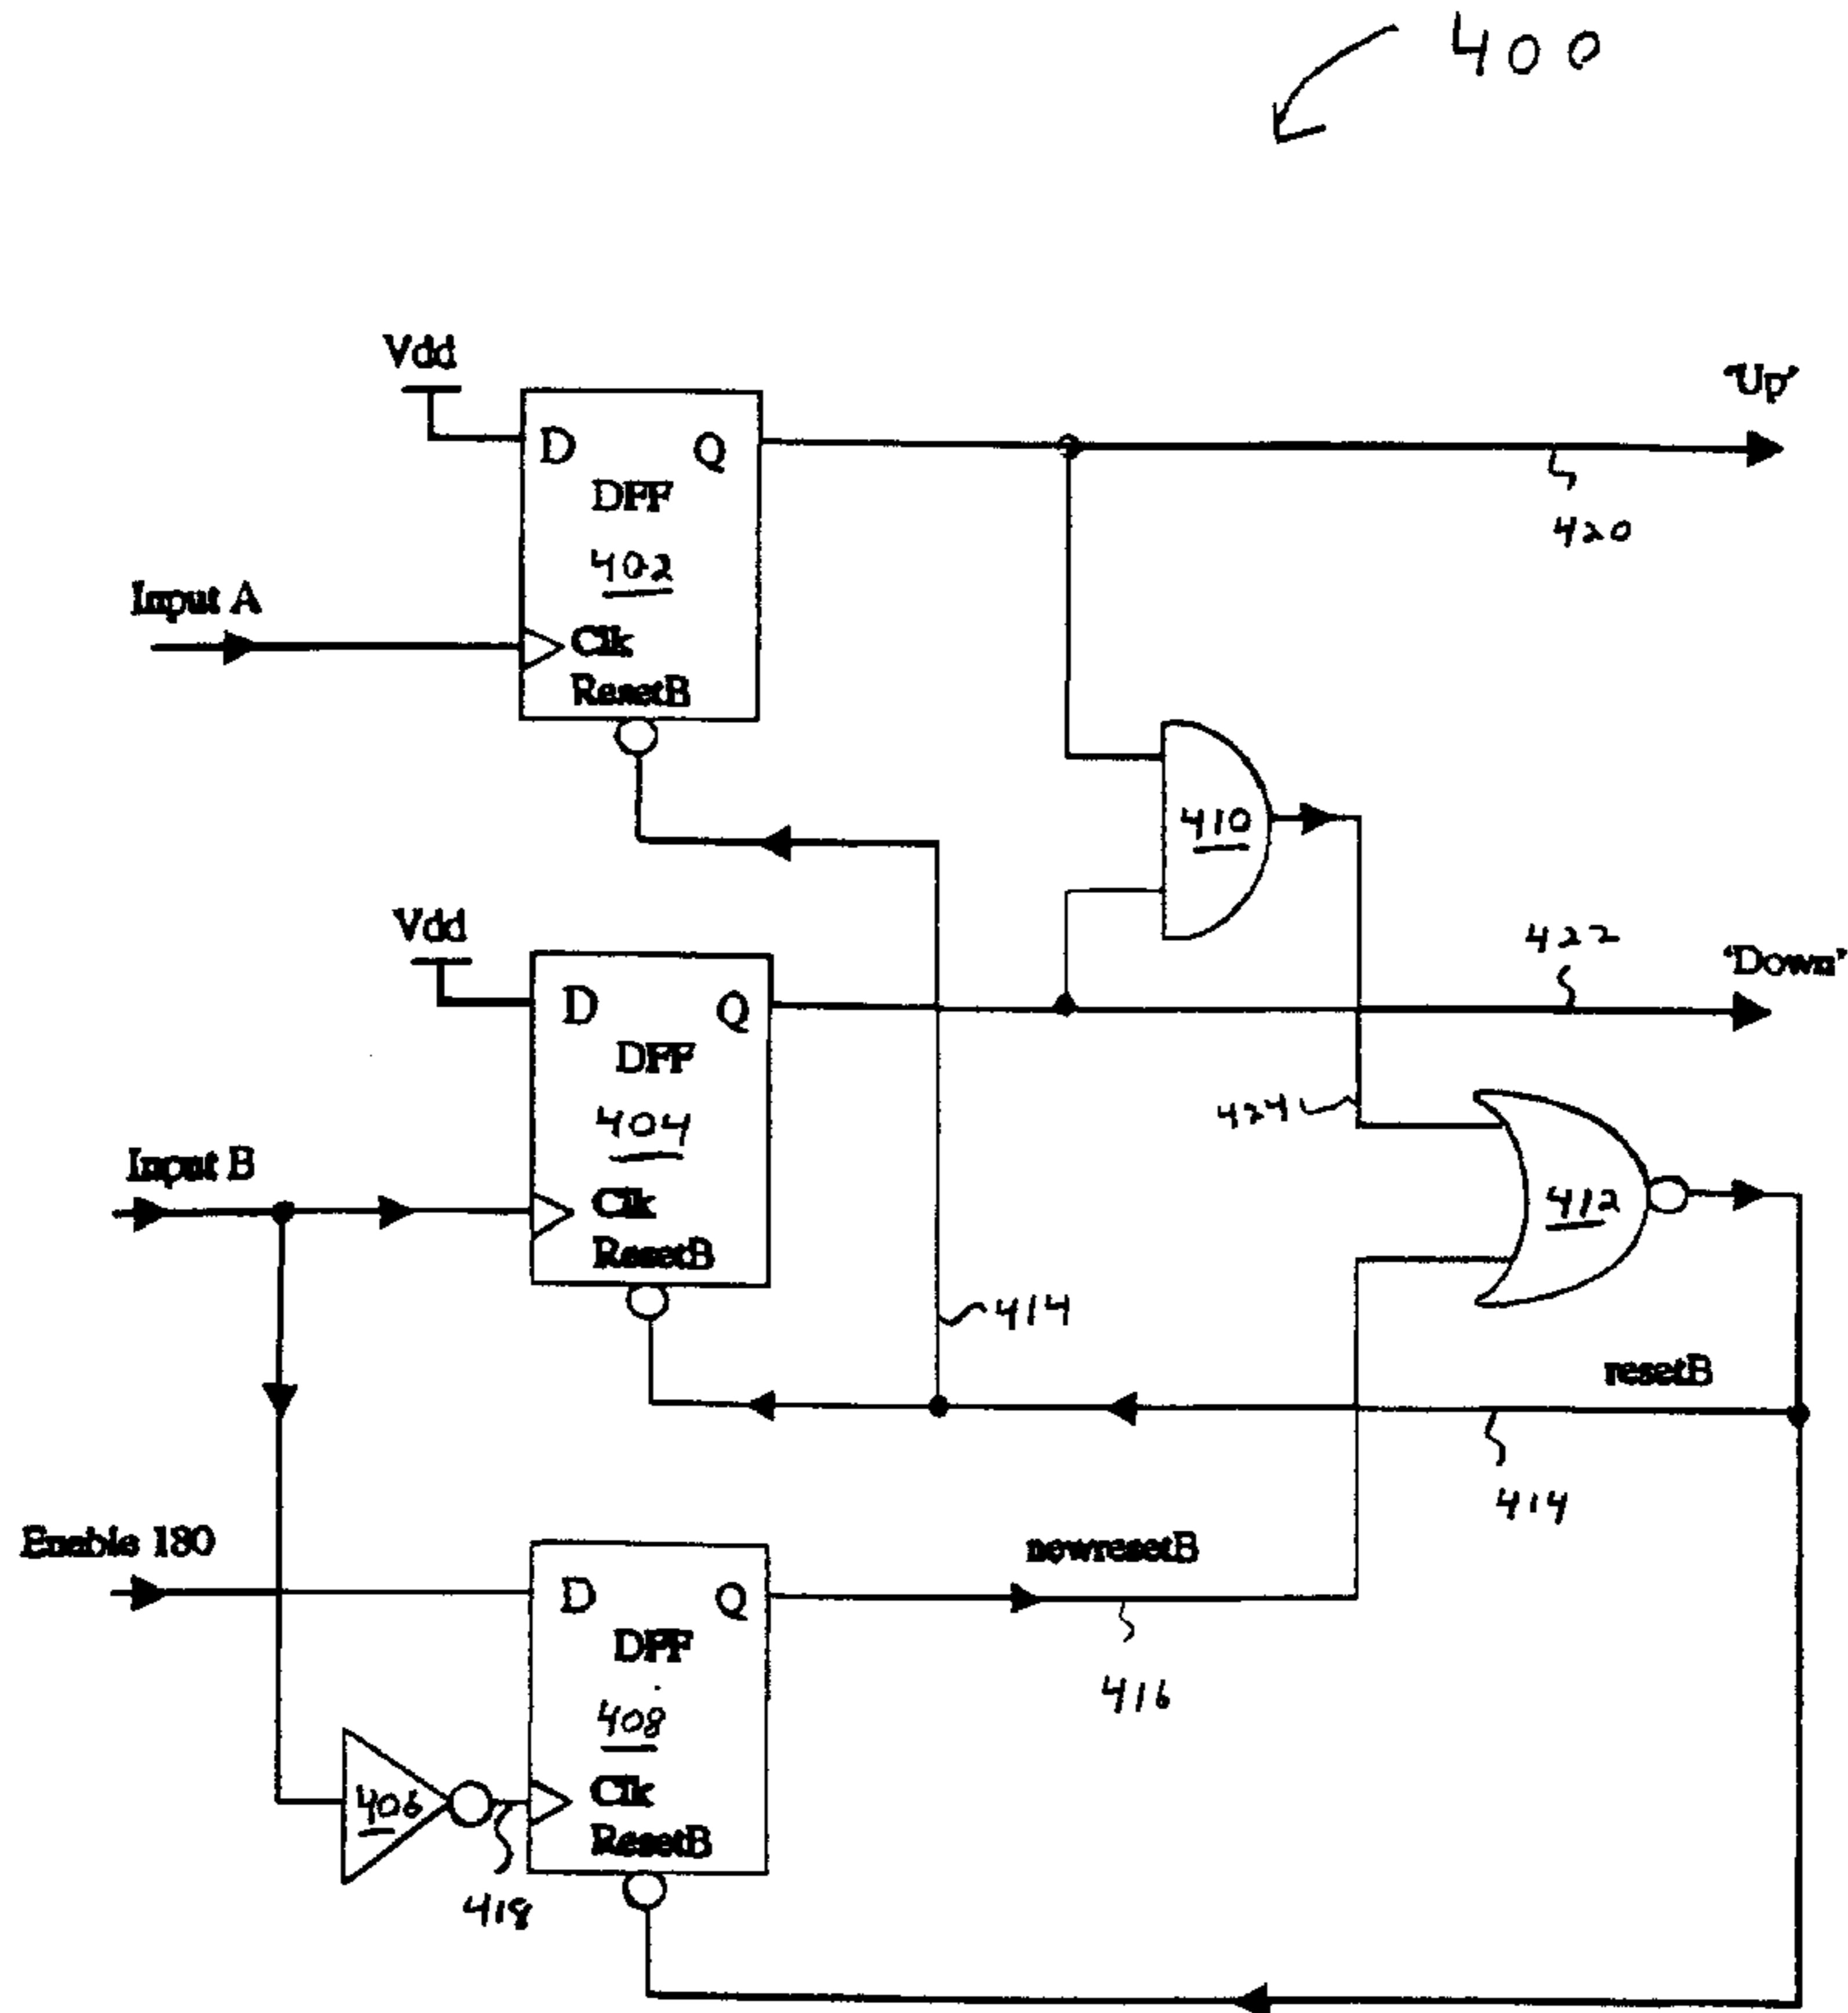 400
Vdd
'Up'
D
Q
DFF
402
420
Input A
Clk
ResetB
410
Vdd
422
'Down'
D
Q
DFF
404
424
Input B
Clk
412
ResetB
414
resetB
414
Enable 180
newresetB
D
Q
DFF
416
408
406
Clk
ResetB
418